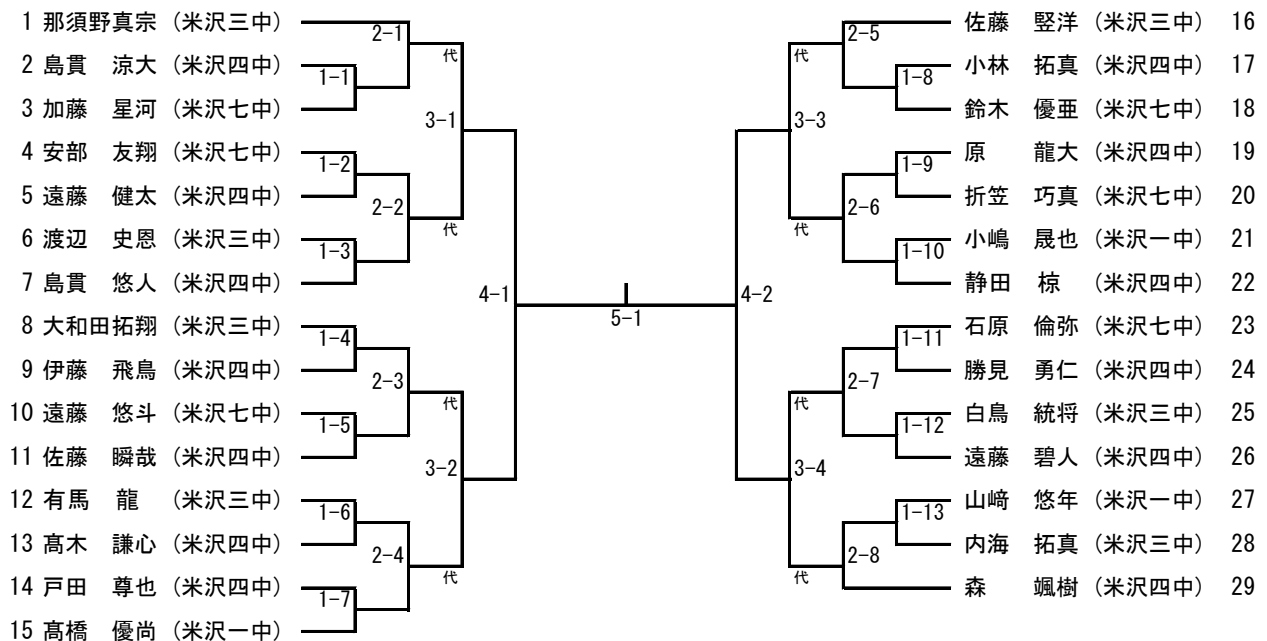 1 那須野真宗 (米沢三中)
2 島貫　涼大 (米沢四中)
3 加藤　星河 (米沢七中)
4 安部　友翔 (米沢七中)
5 遠藤　健太 (米沢四中)
6 渡辺　史恩 (米沢三中)
7 島貫　悠人 (米沢四中)
8 大和田拓翔 (米沢三中)
9 伊藤　飛鳥 (米沢四中)
10 遠藤　悠斗 (米沢七中)
11 佐藤　瞬哉 (米沢四中)
12 有馬　龍 (米沢三中)
13 髙木　謙心 (米沢四中)
14 戸田　尊也 (米沢四中)
15 髙橋　優尚 (米沢一中)
1-1
1-2
1-3
1-4
1-5
1-6
1-7
2-1
2-2
2-3
2-4
代
代
代
代
3-1
3-2
4-1
5-1
4-2
3-3
3-4
代
代
代
代
2-5
2-6
2-7
2-8
1-8
1-9
1-10
1-11
1-12
1-13
佐藤　竪洋 (米沢三中) 16
小林　拓真 (米沢四中) 17
鈴木　優亜 (米沢七中) 18
原　龍大 (米沢四中) 19
折笠　巧真 (米沢七中) 20
小嶋　晟也 (米沢一中) 21
静田　椋 (米沢四中) 22
石原　倫弥 (米沢七中) 23
勝見　勇仁 (米沢四中) 24
白鳥　統将 (米沢三中) 25
遠藤　碧人 (米沢四中) 26
山﨑　悠年 (米沢一中) 27
内海　拓真 (米沢三中) 28
森　颯樹 (米沢四中) 29